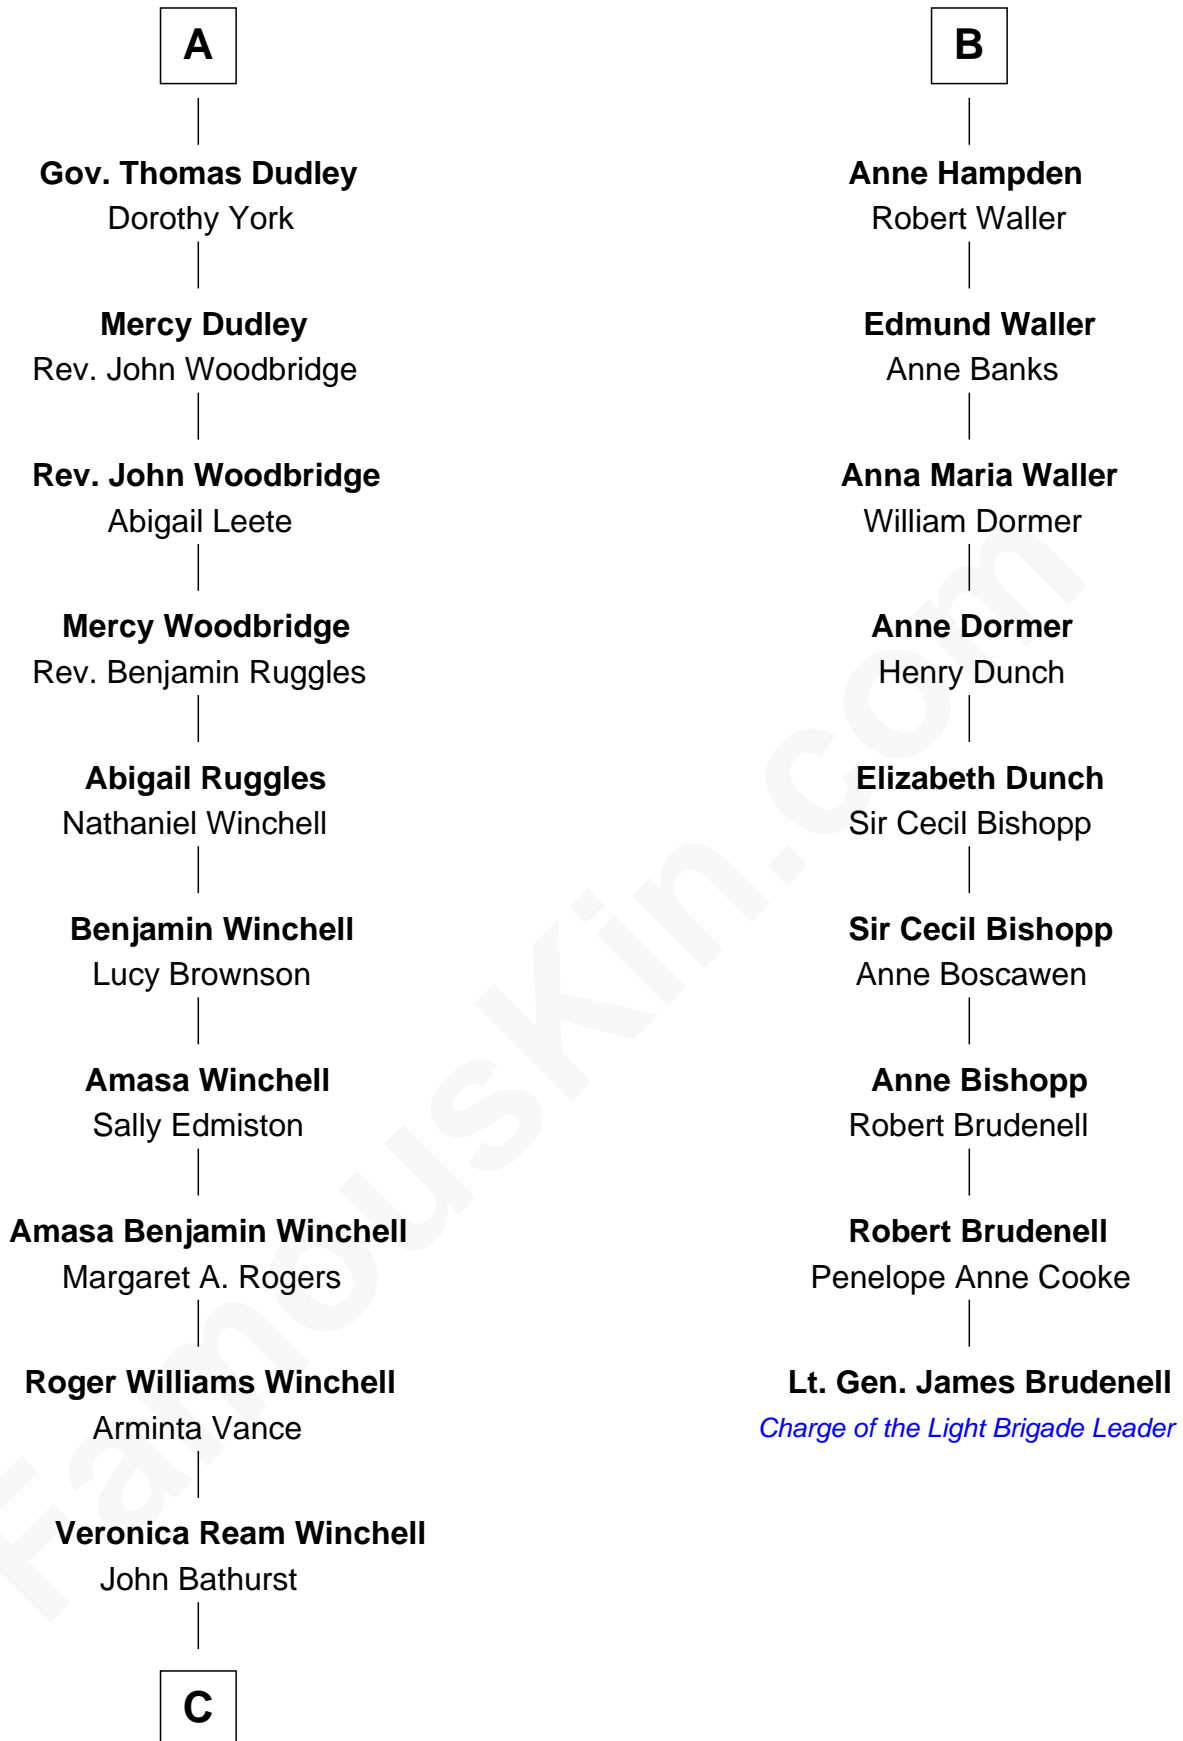 A
Gov. Thomas Dudley
Dorothy York
Mercy Dudley
Rev. John Woodbridge
Rev. John Woodbridge
Abigail Leete
Mercy Woodbridge
Rev. Benjamin Ruggles
Abigail Ruggles
Nathaniel Winchell
Benjamin Winchell
Lucy Brownson
Amasa Winchell
Sally Edmiston
Amasa Benjamin Winchell
Margaret A. Rogers
Roger Williams Winchell
Arminta Vance
Veronica Ream Winchell
John Bathurst
C
B
Anne Hampden
Robert Waller
Edmund Waller
Anne Banks
Anna Maria Waller
William Dormer
Anne Dormer
Henry Dunch
Elizabeth Dunch
Sir Cecil Bishopp
Sir Cecil Bishopp
Anne Boscawen
Anne Bishopp
Robert Brudenell
Robert Brudenell
Penelope Anne Cooke
Lt. Gen. James Brudenell
Charge of the Light Brigade Leader
FamousKin.com